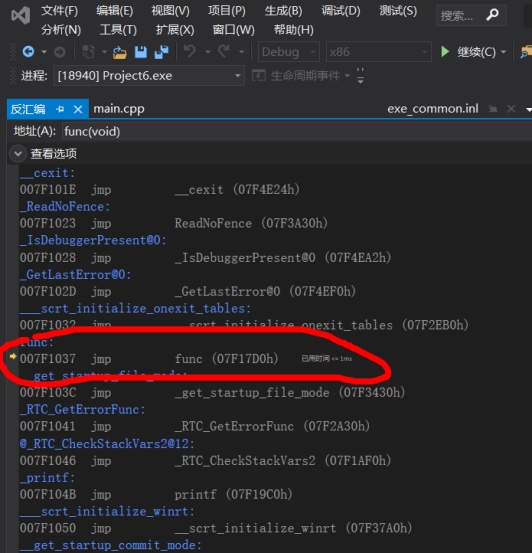 文件(F) 编辑(E) 视图(V) 项目(P) 生成(B) 调试(D) 测试(S) 搜索...
分析(N) 工具(T) 扩展(X) 窗口(W) 帮助(H)
Debug x86 继续(C)
进程: [18940] Project6.exe 生命周期事件
反汇编 main.cpp exe_common.inl
地址(A): func(void)
查看选项
__cexit:
007F101E jmp __cexit (07F4E24h)
_ReadNoFence:
007F1023 jmp ReadNoFence (07F3A30h)
_IsDebuggerPresent@0:
007F1028 jmp _IsDebuggerPresent@0 (07F4EA2h)
_GetLastError@0:
007F102D jmp _GetLastError@0 (07F4EF0h)
___scrt_initialize_onexit_tables:
007F1032 jmp __scrt_initialize_onexit_tables (07F2EB0h)
func:
007F1037 jmp func (07F17D0h) 已用时间 <= 1ms
__get_startup_file_mode:
007F103C jmp _get_startup_file_mode (07F3430h)
_RTC_GetErrorFunc:
007F1041 jmp _RTC_GetErrorFunc (07F2A30h)
@_RTC_CheckStackVars2@12:
007F1046 jmp _RTC_CheckStackVars2 (07F1AF0h)
_printf:
007F104B jmp printf (07F19C0h)
___scrt_initialize_winrt:
007F1050 jmp __scrt_initialize_winrt (07F37A0h)
__get_startup_commit_mode: